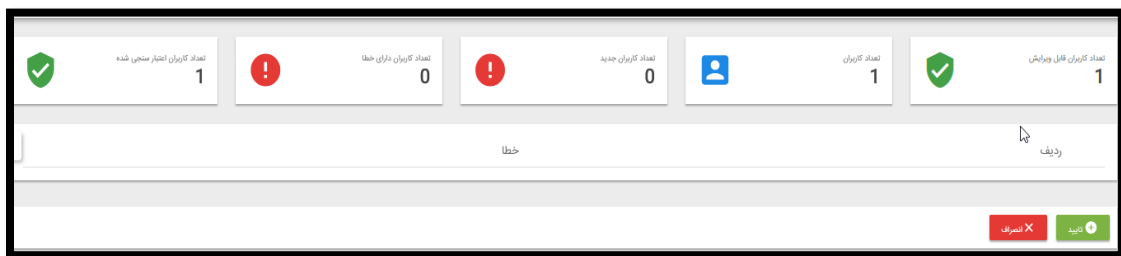 تعداد کاربران قابل ویرایش
1
تعداد کاربران
1
تعداد کاربران جدید
0
تعداد کاربران دارای خطا
0
تعداد کاربران اعتبار سنجی شده
1
ردیف
خطا
تایید
انصراف